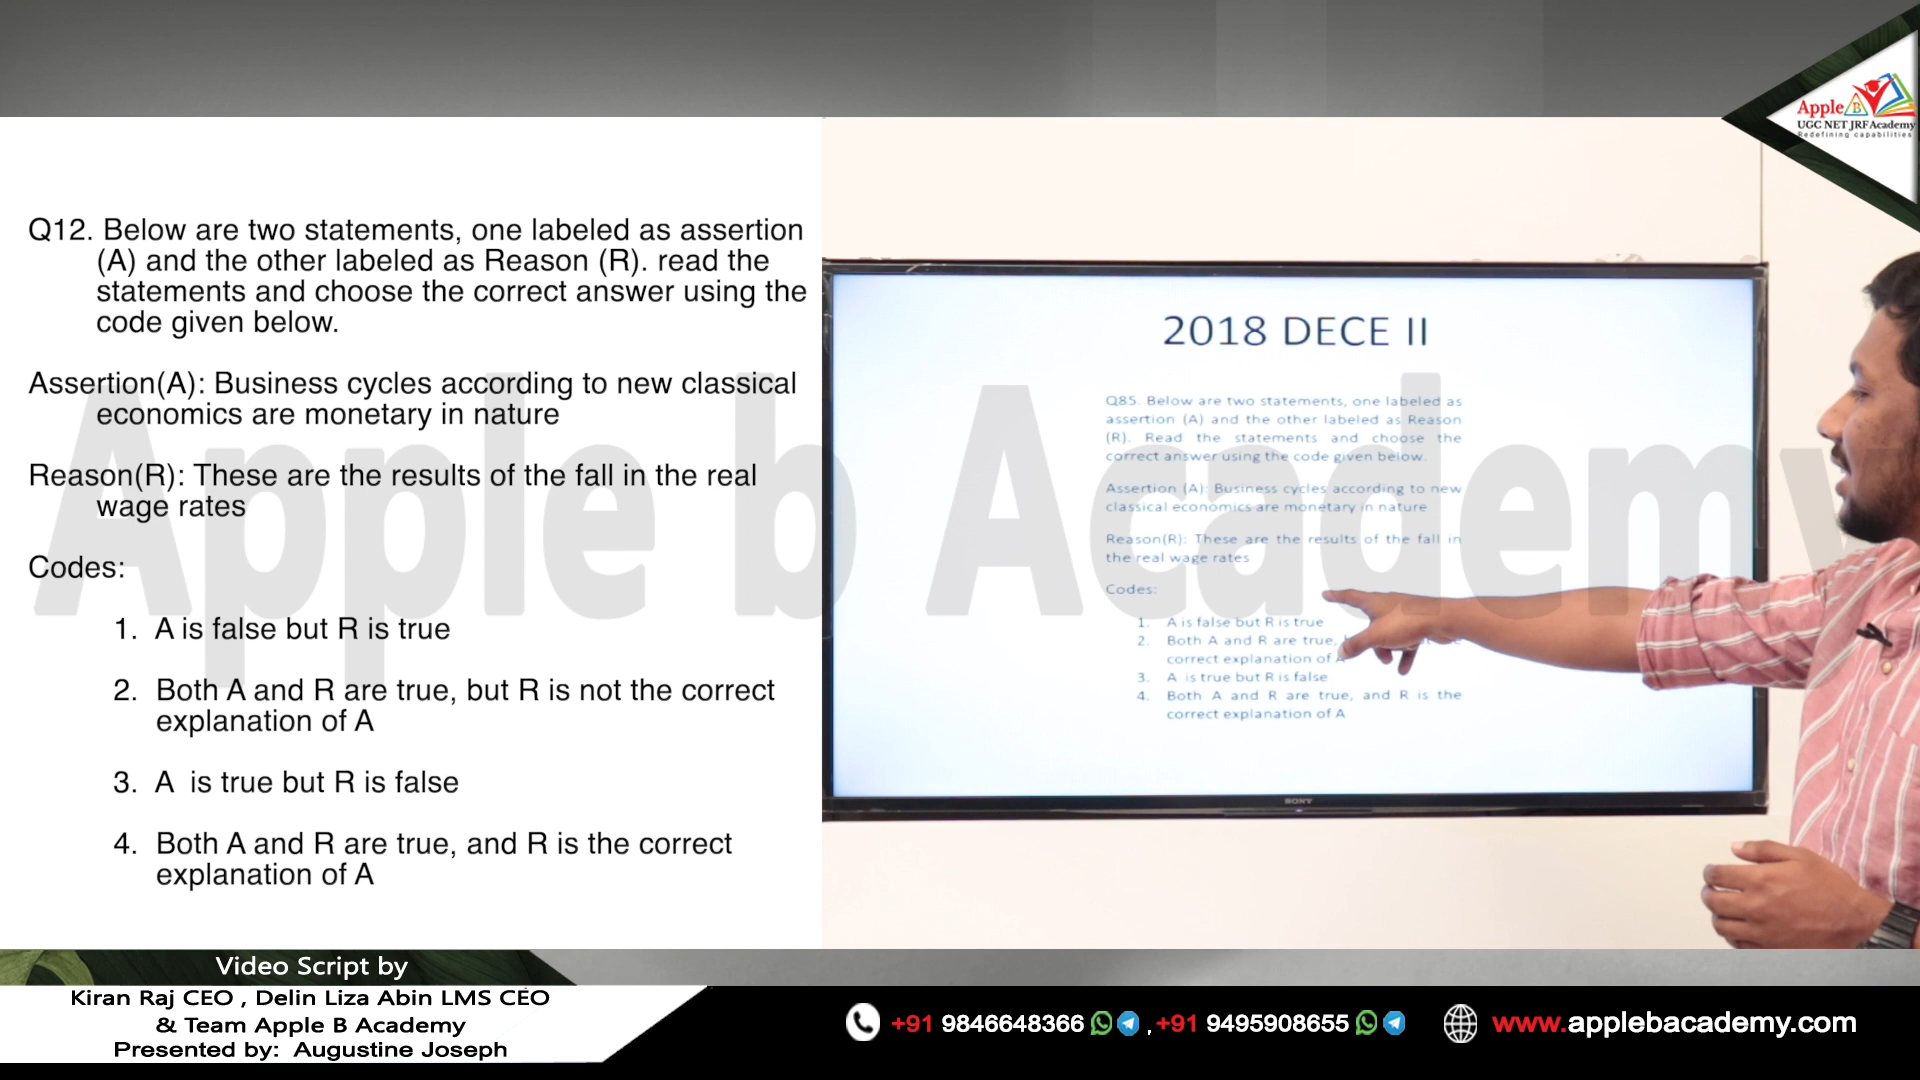 Apple B
UGC NET JRF Academy
Redefining capabilities
Q12. Below are two statements, one labeled as assertion
(A) and the other labeled as Reason (R). read the
statements and choose the correct answer using the
code given below.
Assertion(A): Business cycles according to new classical
economics are monetary in nature
Reason(R): These are the results of the fall in the real
wage rates
Codes:
1. A is false but R is true
2. Both A and R are true, but R is not the correct
explanation of A
3. A is true but R is false
4. Both A and R are true, and R is the correct
explanation of A
2018 DECE II
Q85. Below are two statements, one labeled as
assertion (A) and the other labeled as Reason
(R). Read the statements and choose the
correct answer using the code given below.
Assertion (A): Business cycles according to new
classical economics are monetary in nature
Reason(R): These are the results of the fall in
the real wage rates
Codes:
1. A is false but R is true
2. Both A and R are true,
correct explanation of A
3. A is true but R is false
4. Both A and R are true, and R is the
correct explanation of A
SONY
Apple b Academy
Video Script by
Kiran Raj CEO , Delin Liza Abin LMS CEO
& Team Apple B Academy
Presented by: Augustine Joseph
+91 9846648366 , +91 9495908655 www.applebacademy.com